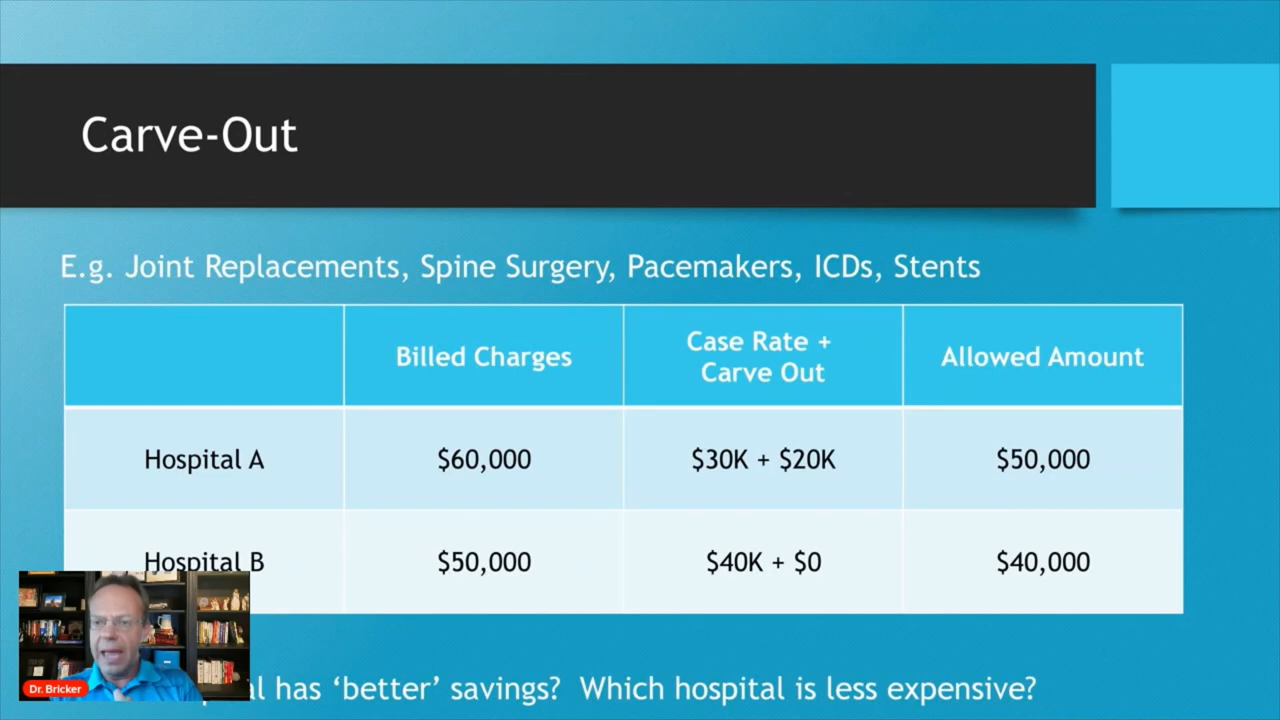 Carve-Out
E.g. Joint Replacements, Spine Surgery, Pacemakers, ICDs, Stents
Billed Charges
Case Rate +
Carve Out
Allowed Amount
Hospital A
$60,000
$30K + $20K
$50,000
Hospital B
$50,000
$40K + $0
$40,000
Dr. Bricker
has ‘better’ savings? Which hospital is less expensive?